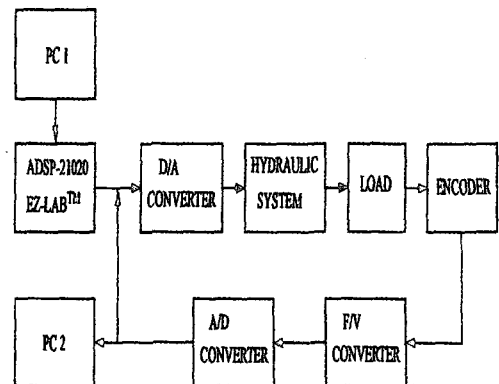 PC 1
ADSP-21020
EZ-LAB™
D/A
CONVERTER
HYDRAULIC
SYSTEM
LOAD
ENCODER
PC 2
A/D
CONVERTER
F/V
CONVERTER